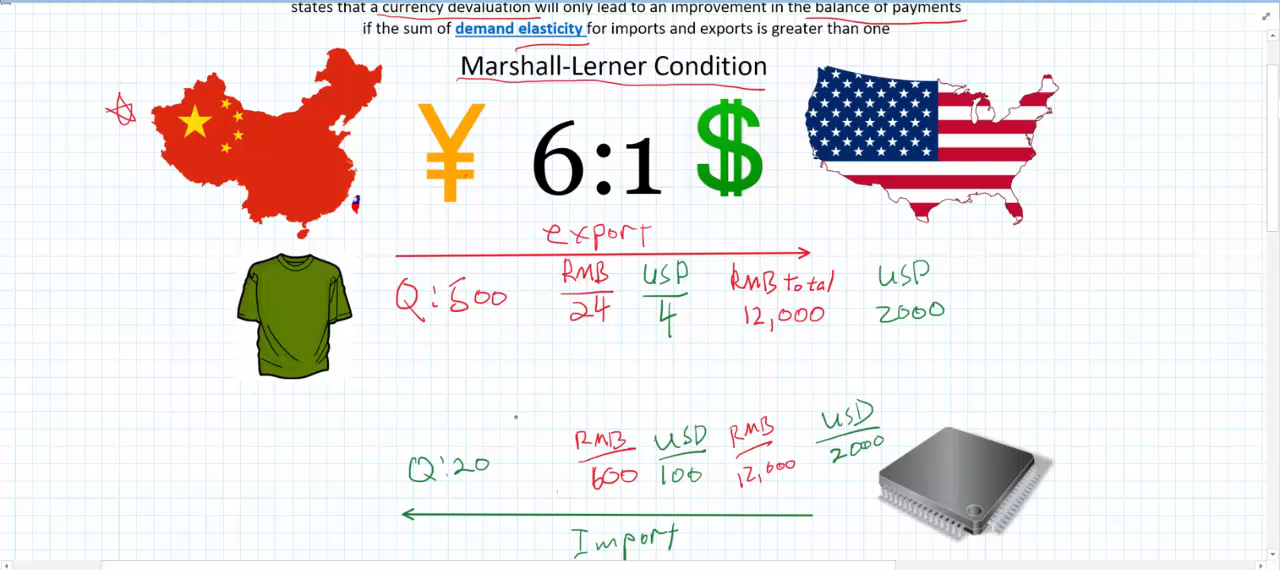 states that a currency devaluation will only lead to an improvement in the balance of payments
if the sum of demand elasticity for imports and exports is greater than one
Marshall-Lerner Condition
¥ 6:1 $
export
Q:500 RMB 24 USD 4 RMB total 12,000 USD 2000
Q:20 RMB 600 USD 100 RMB 12,000 USD 2000
Import